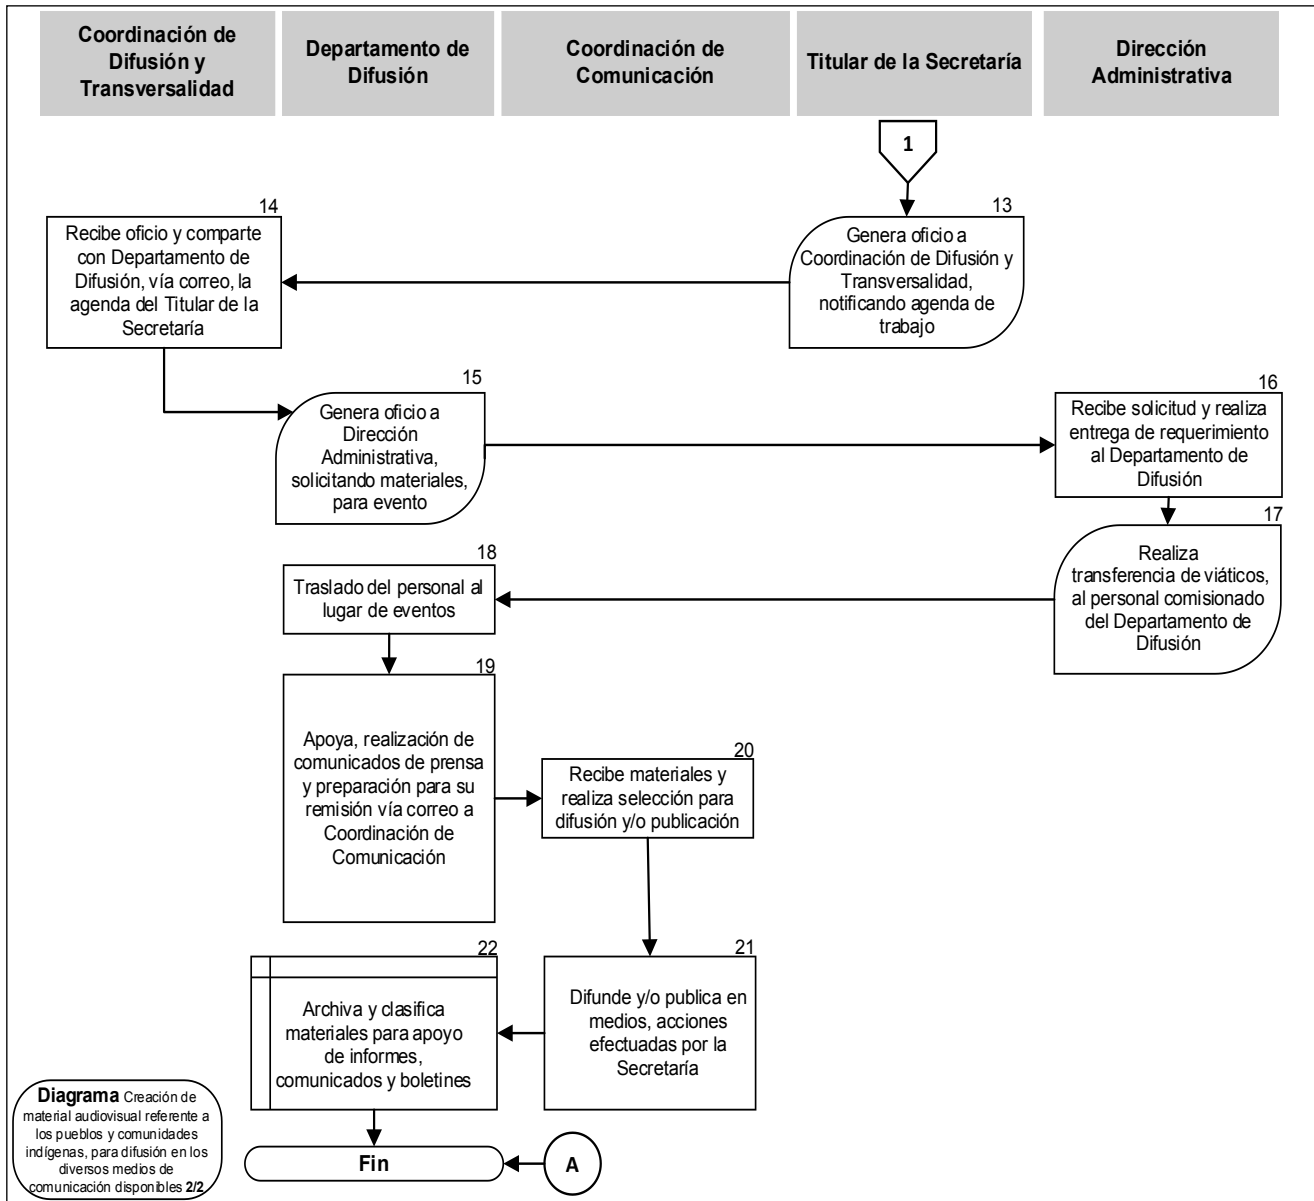 Coordinación de
Difusión y
Transversalidad
Departamento de
Difusión
Coordinación de
Comunicación
Titular de la Secretaría
Dirección
Administrativa
1
13
Genera oficio a
Coordinación de Difusión y
Transversalidad,
notificando agenda de
trabajo
14
Recibe oficio y comparte
con Departamento de
Difusión, vía correo, la
agenda del Titular de la
Secretaría
15
Genera oficio a
Dirección
Administrativa,
solicitando materiales,
para evento
16
Recibe solicitud y realiza
entrega de requerimiento
al Departamento de
Difusión
17
Realiza
transferencia de viáticos,
al personal comisionado
del Departamento de
Difusión
18
Traslado del personal al
lugar de eventos
19
Apoya, realización de
comunicados de prensa
y preparación para su
remisión vía correo a
Coordinación de
Comunicación
20
Recibe materiales y
realiza selección para
difusión y/o publicación
21
Difunde y/o publica en
medios, acciones
efectuadas por la
Secretaría
22
Archiva y clasifica
materiales para apoyo
de informes,
comunicados y boletines
Fin
A
Diagrama Creación de
material audiovisual referente a
los pueblos y comunidades
indígenas, para difusión en los
diversos medios de
comunicación disponibles 2/2